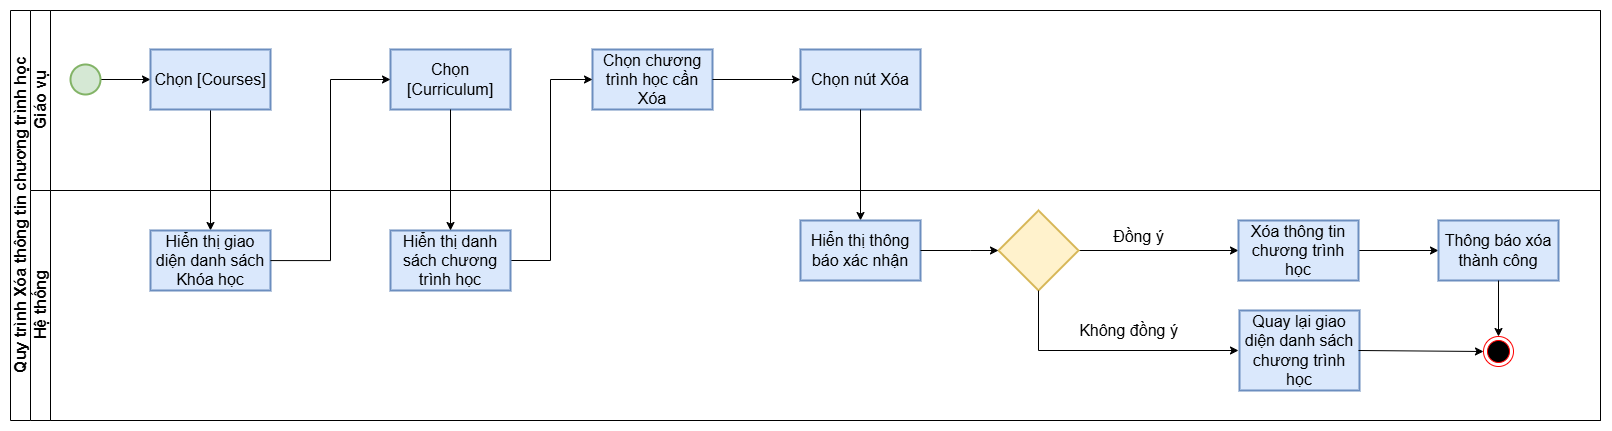 Quy trình Xóa thông tin chương trình học
Giáo vụ
Chọn [Courses]
Chọn
[Curriculum]
Chọn chương
trình học cần
Xóa
Chọn nút Xóa
Hệ thống
Hiển thị giao
diện danh sách
Khóa học
Hiển thị danh
sách chương
trình học
Hiển thị thông
báo xác nhận
Đồng ý
Xóa thông tin
chương trình
học
Thông báo xóa
thành công
Không đồng ý
Quay lại giao
diện danh sách
chương trình
học